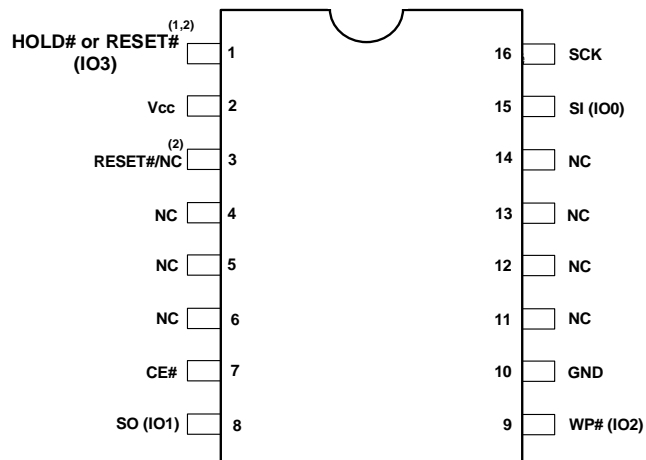 HOLD# or RESET# (1,2)
(IO3)
1
16
SCK
Vcc
2
15
SI (IO0)
RESET#/NC (2)
3
14
NC
NC
4
13
NC
NC
5
12
NC
NC
6
11
NC
CE#
7
10
GND
SO (IO1)
8
9
WP# (IO2)